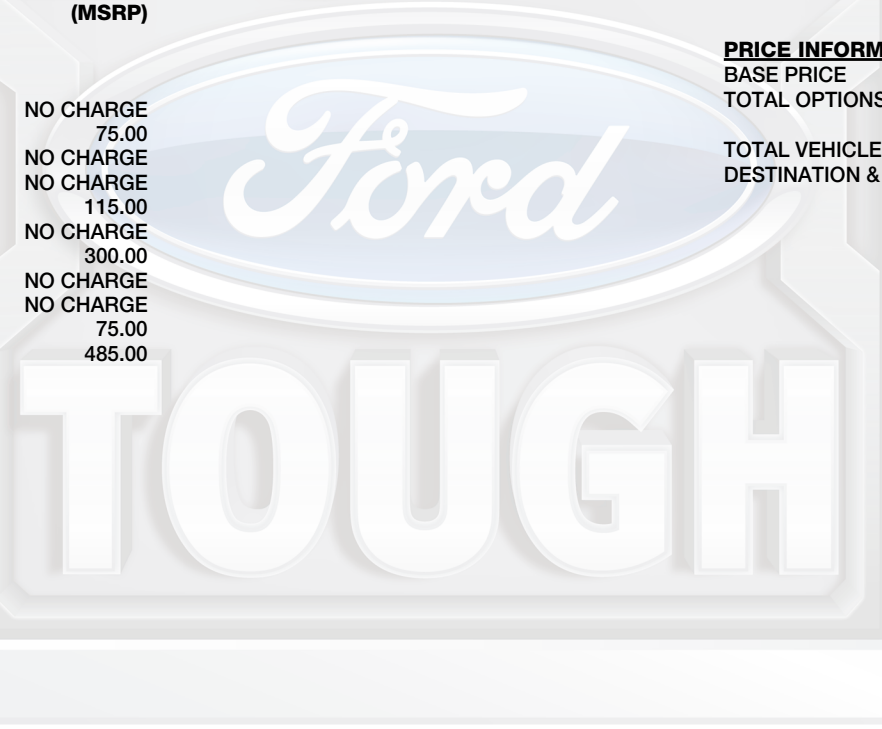 (MSRP)
NO CHARGE
75.00
NO CHARGE
NO CHARGE
115.00
NO CHARGE
300.00
NO CHARGE
NO CHARGE
75.00
485.00
PRICE INFORM
BASE PRICE
TOTAL OPTIONS
TOTAL VEHICLE
DESTINATION &
Ford
TOUGH